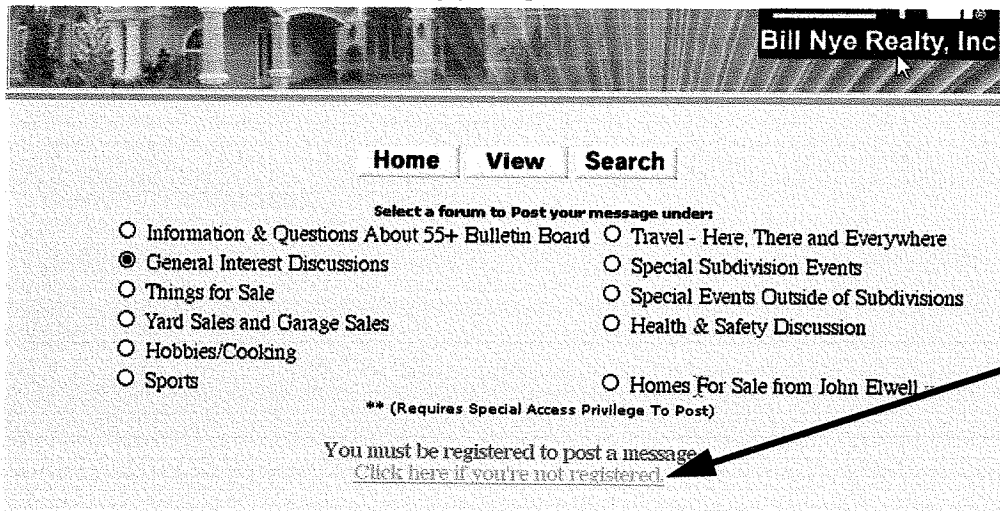 Bill Nye Realty, Inc
Home View Search
Select a forum to Post your message under:
Information & Questions About 55+ Bulletin Board
General Interest Discussions
Things for Sale
Yard Sales and Garage Sales
Hobbies/Cooking
Sports
Travel - Here, There and Everywhere
Special Subdivision Events
Special Events Outside of Subdivisions
Health & Safety Discussion
Homes For Sale from John Elwell
** (Requires Special Access Privilege To Post)
You must be registered to post a message
Click here if you're not registered.